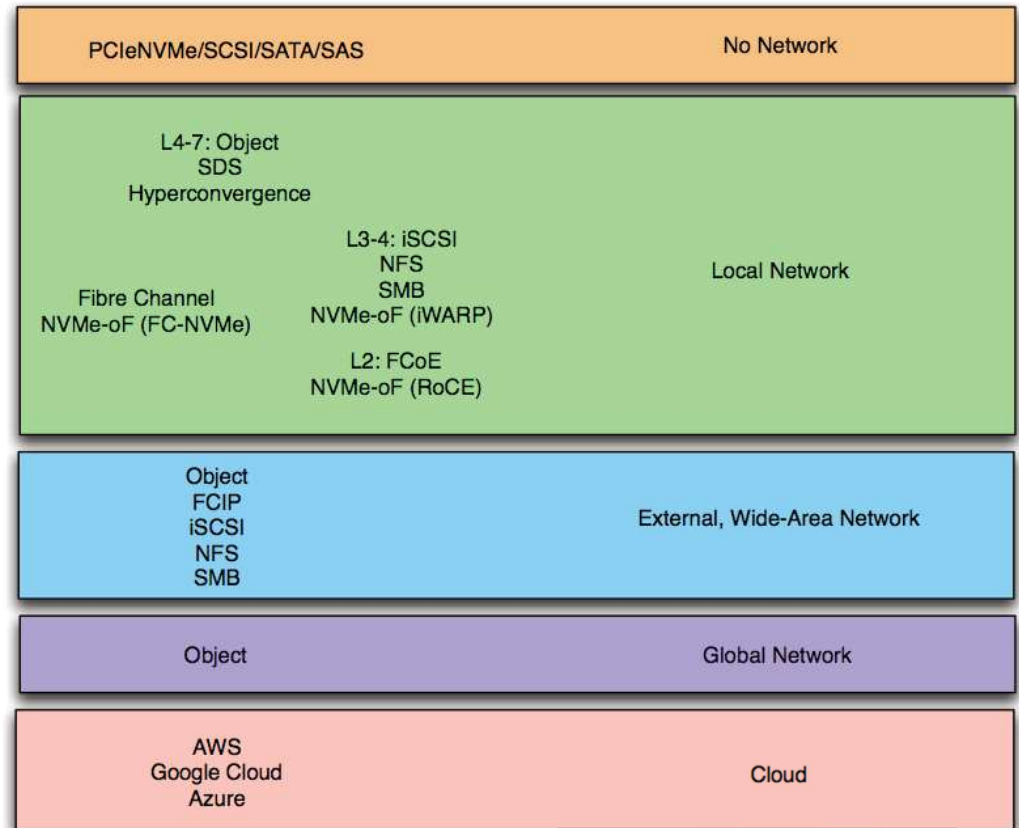 PCIeNVMe/SCSI/SATA/SAS
No Network
L4-7: Object
SDS
Hyperconvergence
L3-4: iSCSI
NFS
SMB
NVMe-oF (iWARP)
Fibre Channel
NVMe-oF (FC-NVMe)
L2: FCoE
NVMe-oF (RoCE)
Local Network
Object
FCIP
iSCSI
NFS
SMB
External, Wide-Area Network
Object
Global Network
AWS
Google Cloud
Azure
Cloud